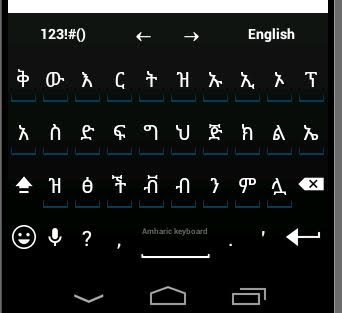 123!#() ← → English
ቅ ው እ ር ት ዝ ኡ ኢ ኦ ፕ
አ ስ ድ ፍ ግ ህ ጅ ክ ል ኤ
ዝ ፅ ች ቭ ብ ን ም ሏ
? , Amharic keyboard . '